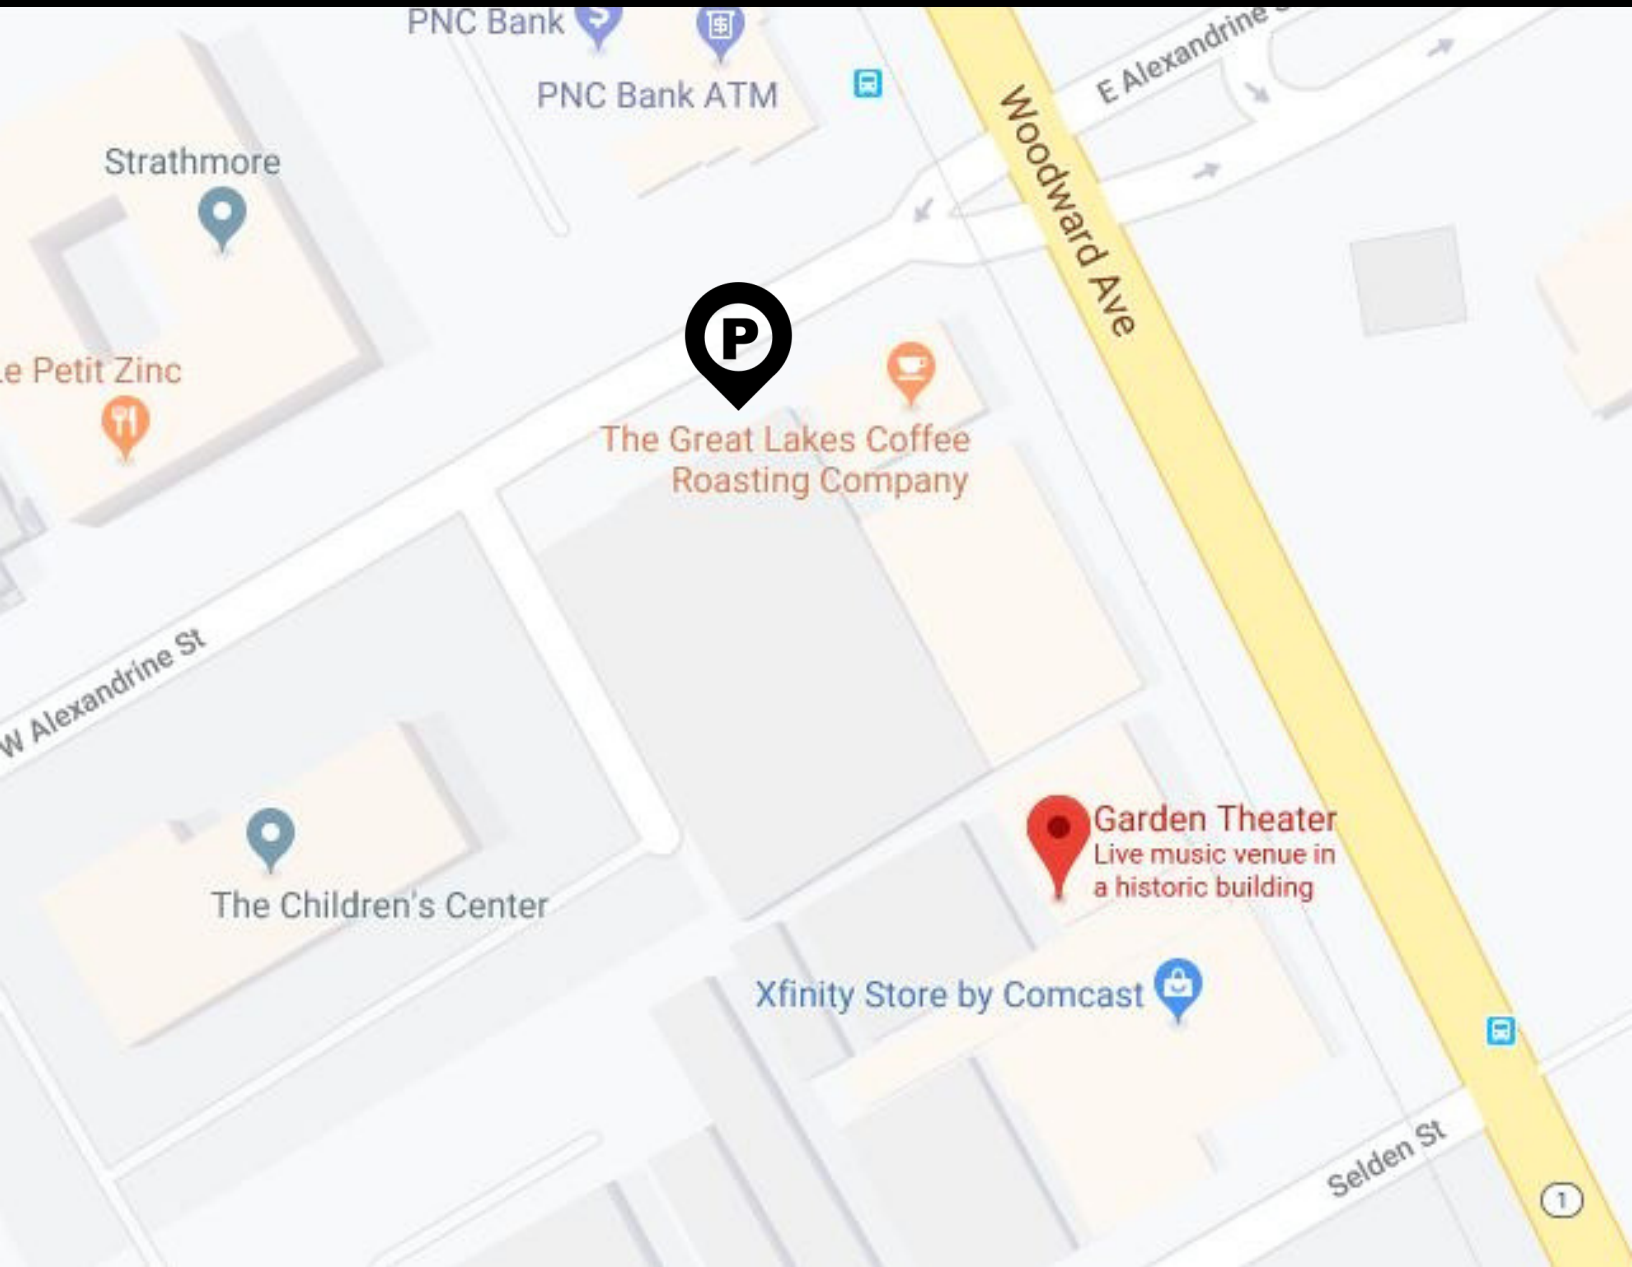 PNC Bank
$
$
PNC Bank ATM
E Alexandrine
Strathmore
Woodward Ave
P
e Petit Zinc
The Great Lakes Coffee
Roasting Company
W Alexandrine St
Garden Theater
Live music venue in
a historic building
The Children's Center
Xfinity Store by Comcast
Selden St
1